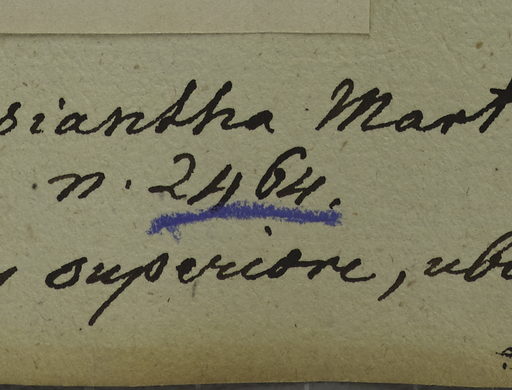 siantha Mart
n. 2464.
superiore, ubi